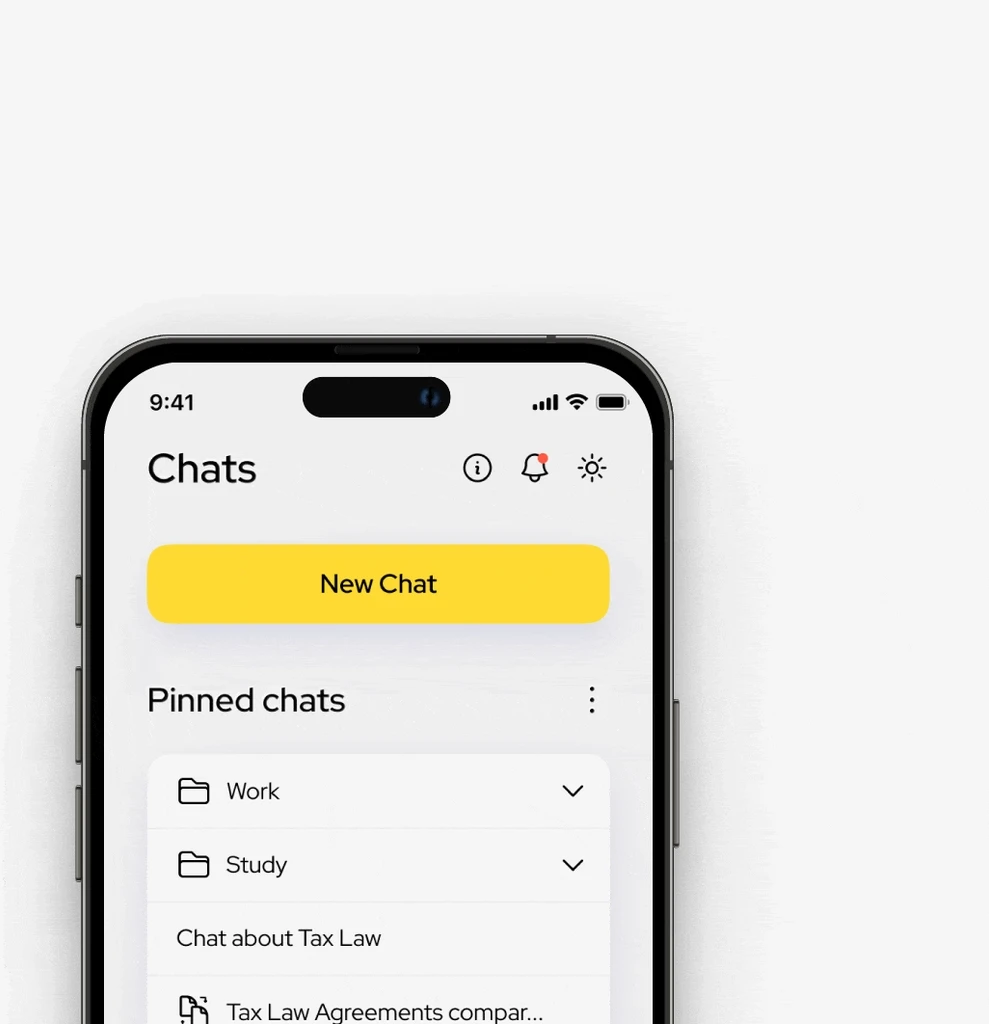 9:41
Chats
New Chat
Pinned chats
Work
Study
Chat about Tax Law
Tax Law Agreements compar...